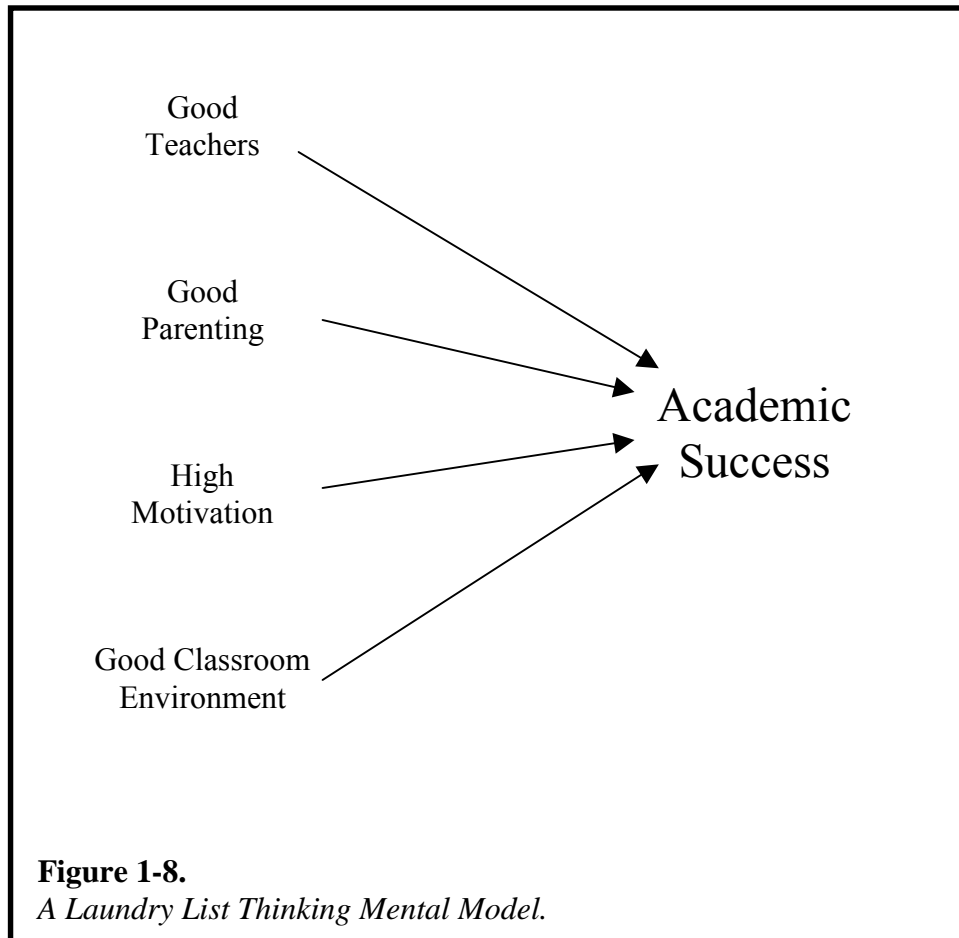 Good
Teachers
Good
Parenting
Academic
Success
High
Motivation
Good Classroom
Environment
Figure 1-8.
A Laundry List Thinking Mental Model.